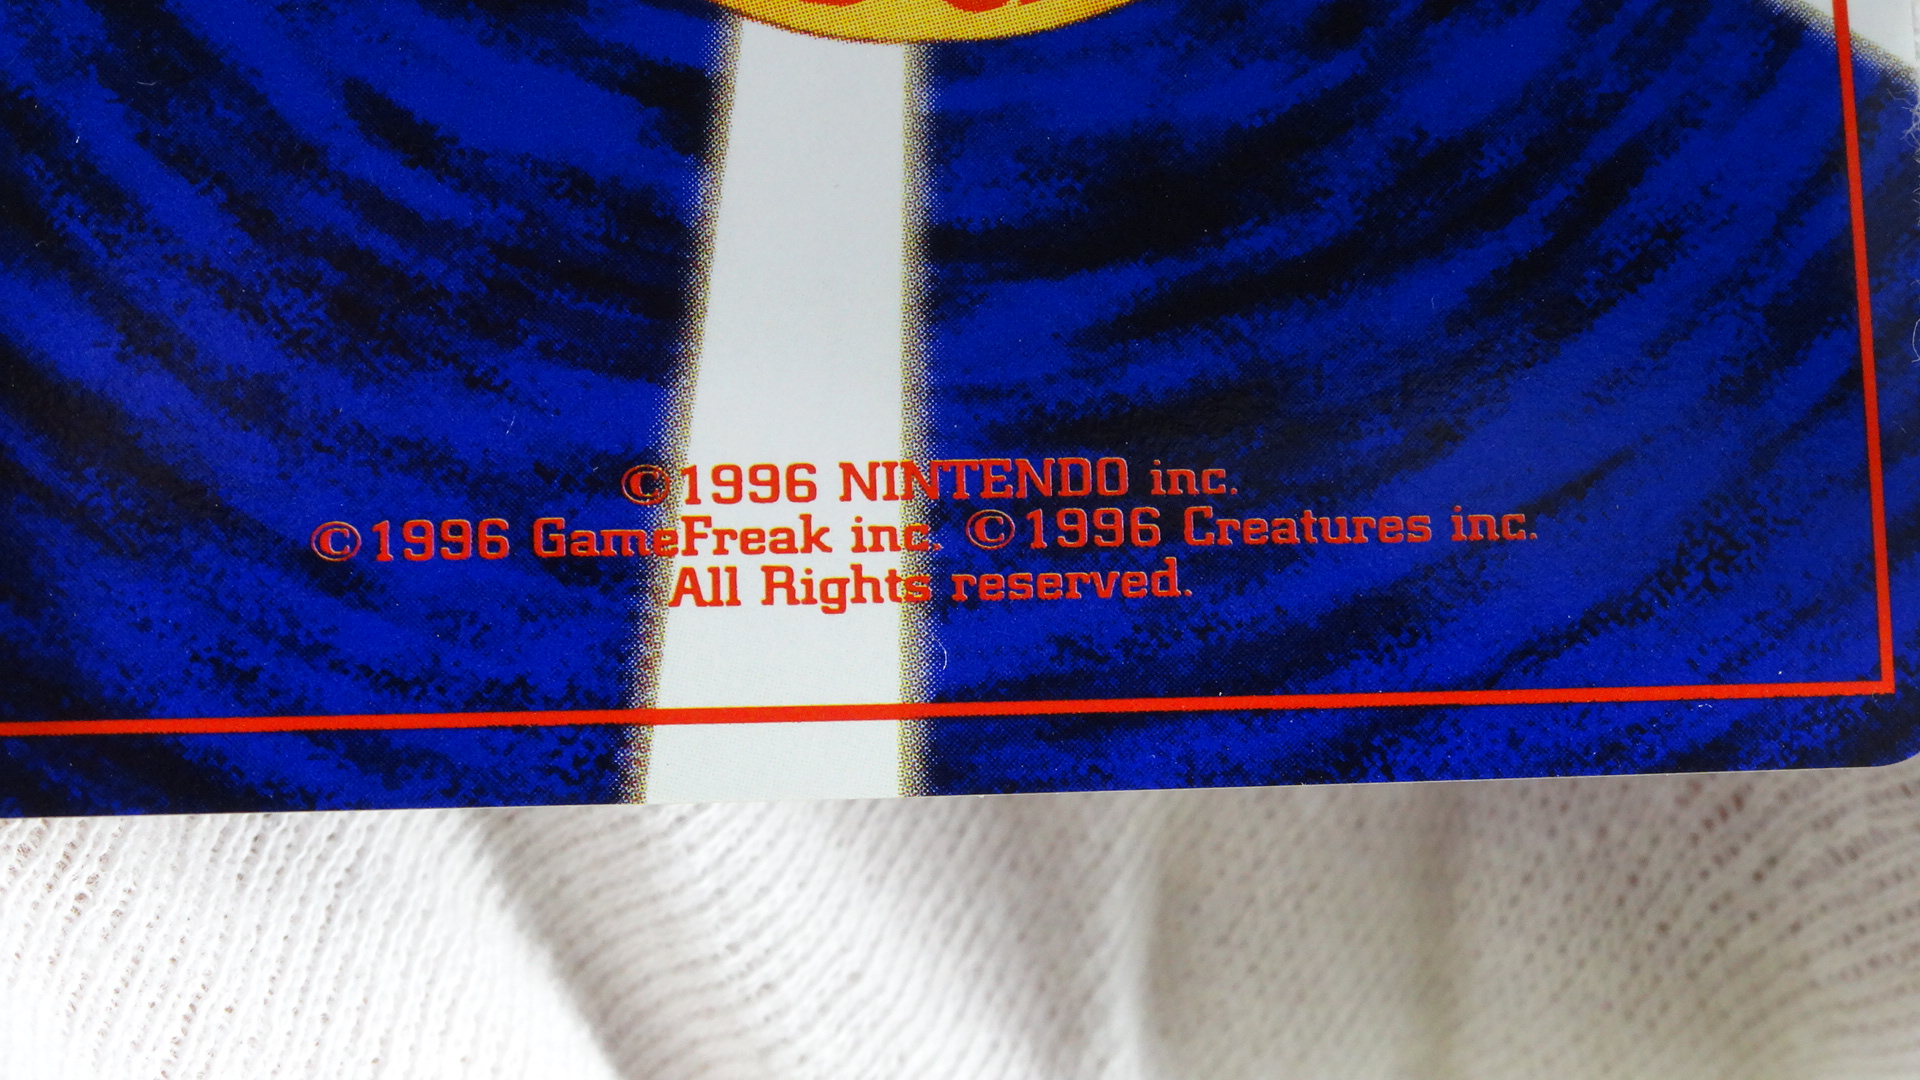 ©1996 NINTENDO inc.
©1996 GameFreak inc. ©1996 Creatures inc.
All Rights reserved.